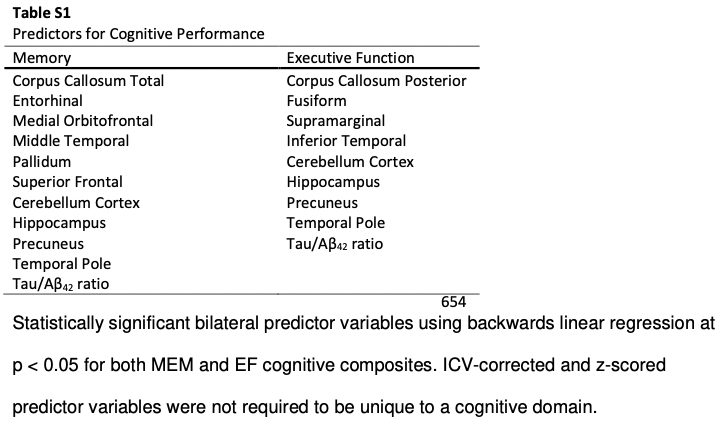 Table S1
Predictors for Cognitive Performance
Memory Executive Function
Corpus Callosum Total Corpus Callosum Posterior
Entorhinal Fusiform
Medial Orbitofrontal Supramarginal
Middle Temporal Inferior Temporal
Pallidum Cerebellum Cortex
Superior Frontal Hippocampus
Cerebellum Cortex Precuneus
Hippocampus Temporal Pole
Precuneus Tau/Aβ₄₂ ratio
Temporal Pole
Tau/Aβ₄₂ ratio
654
Statistically significant bilateral predictor variables using backwards linear regression at
p < 0.05 for both MEM and EF cognitive composites. ICV-corrected and z-scored
predictor variables were not required to be unique to a cognitive domain.